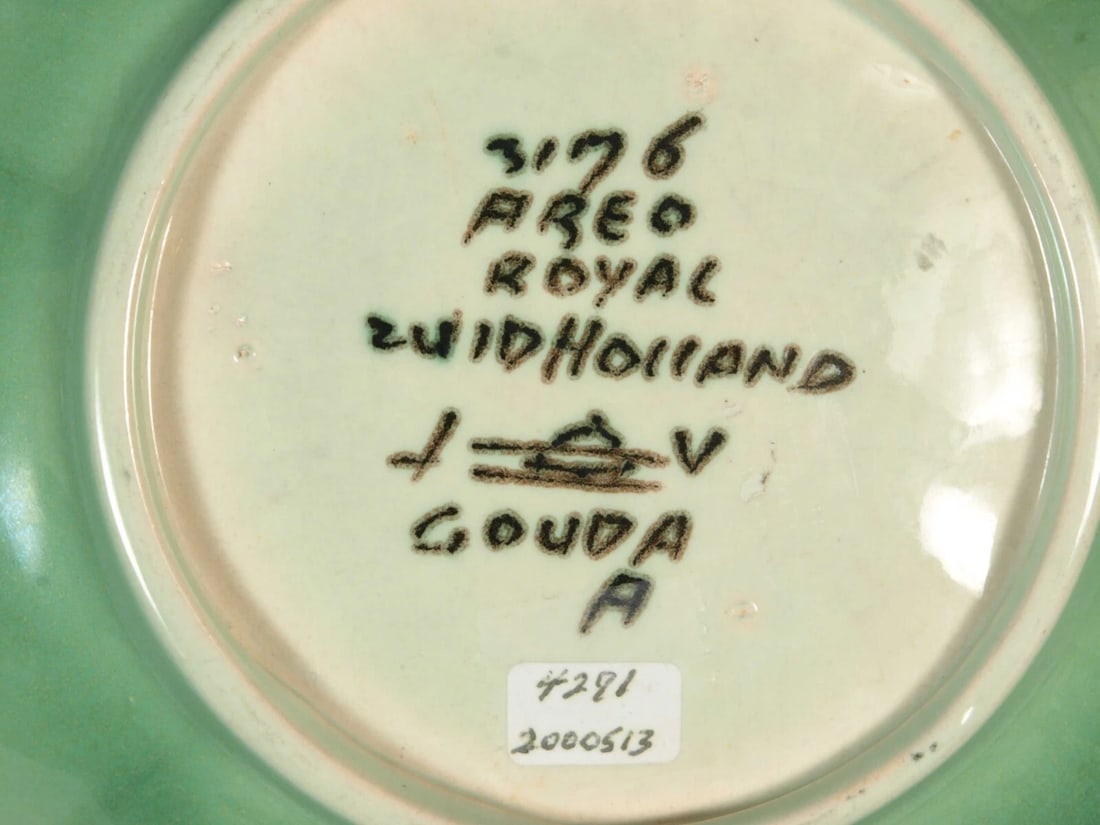 3176
AREO
ROYAL
ZUIDHOLLAND
V
GOUDA
A
4291
2000513